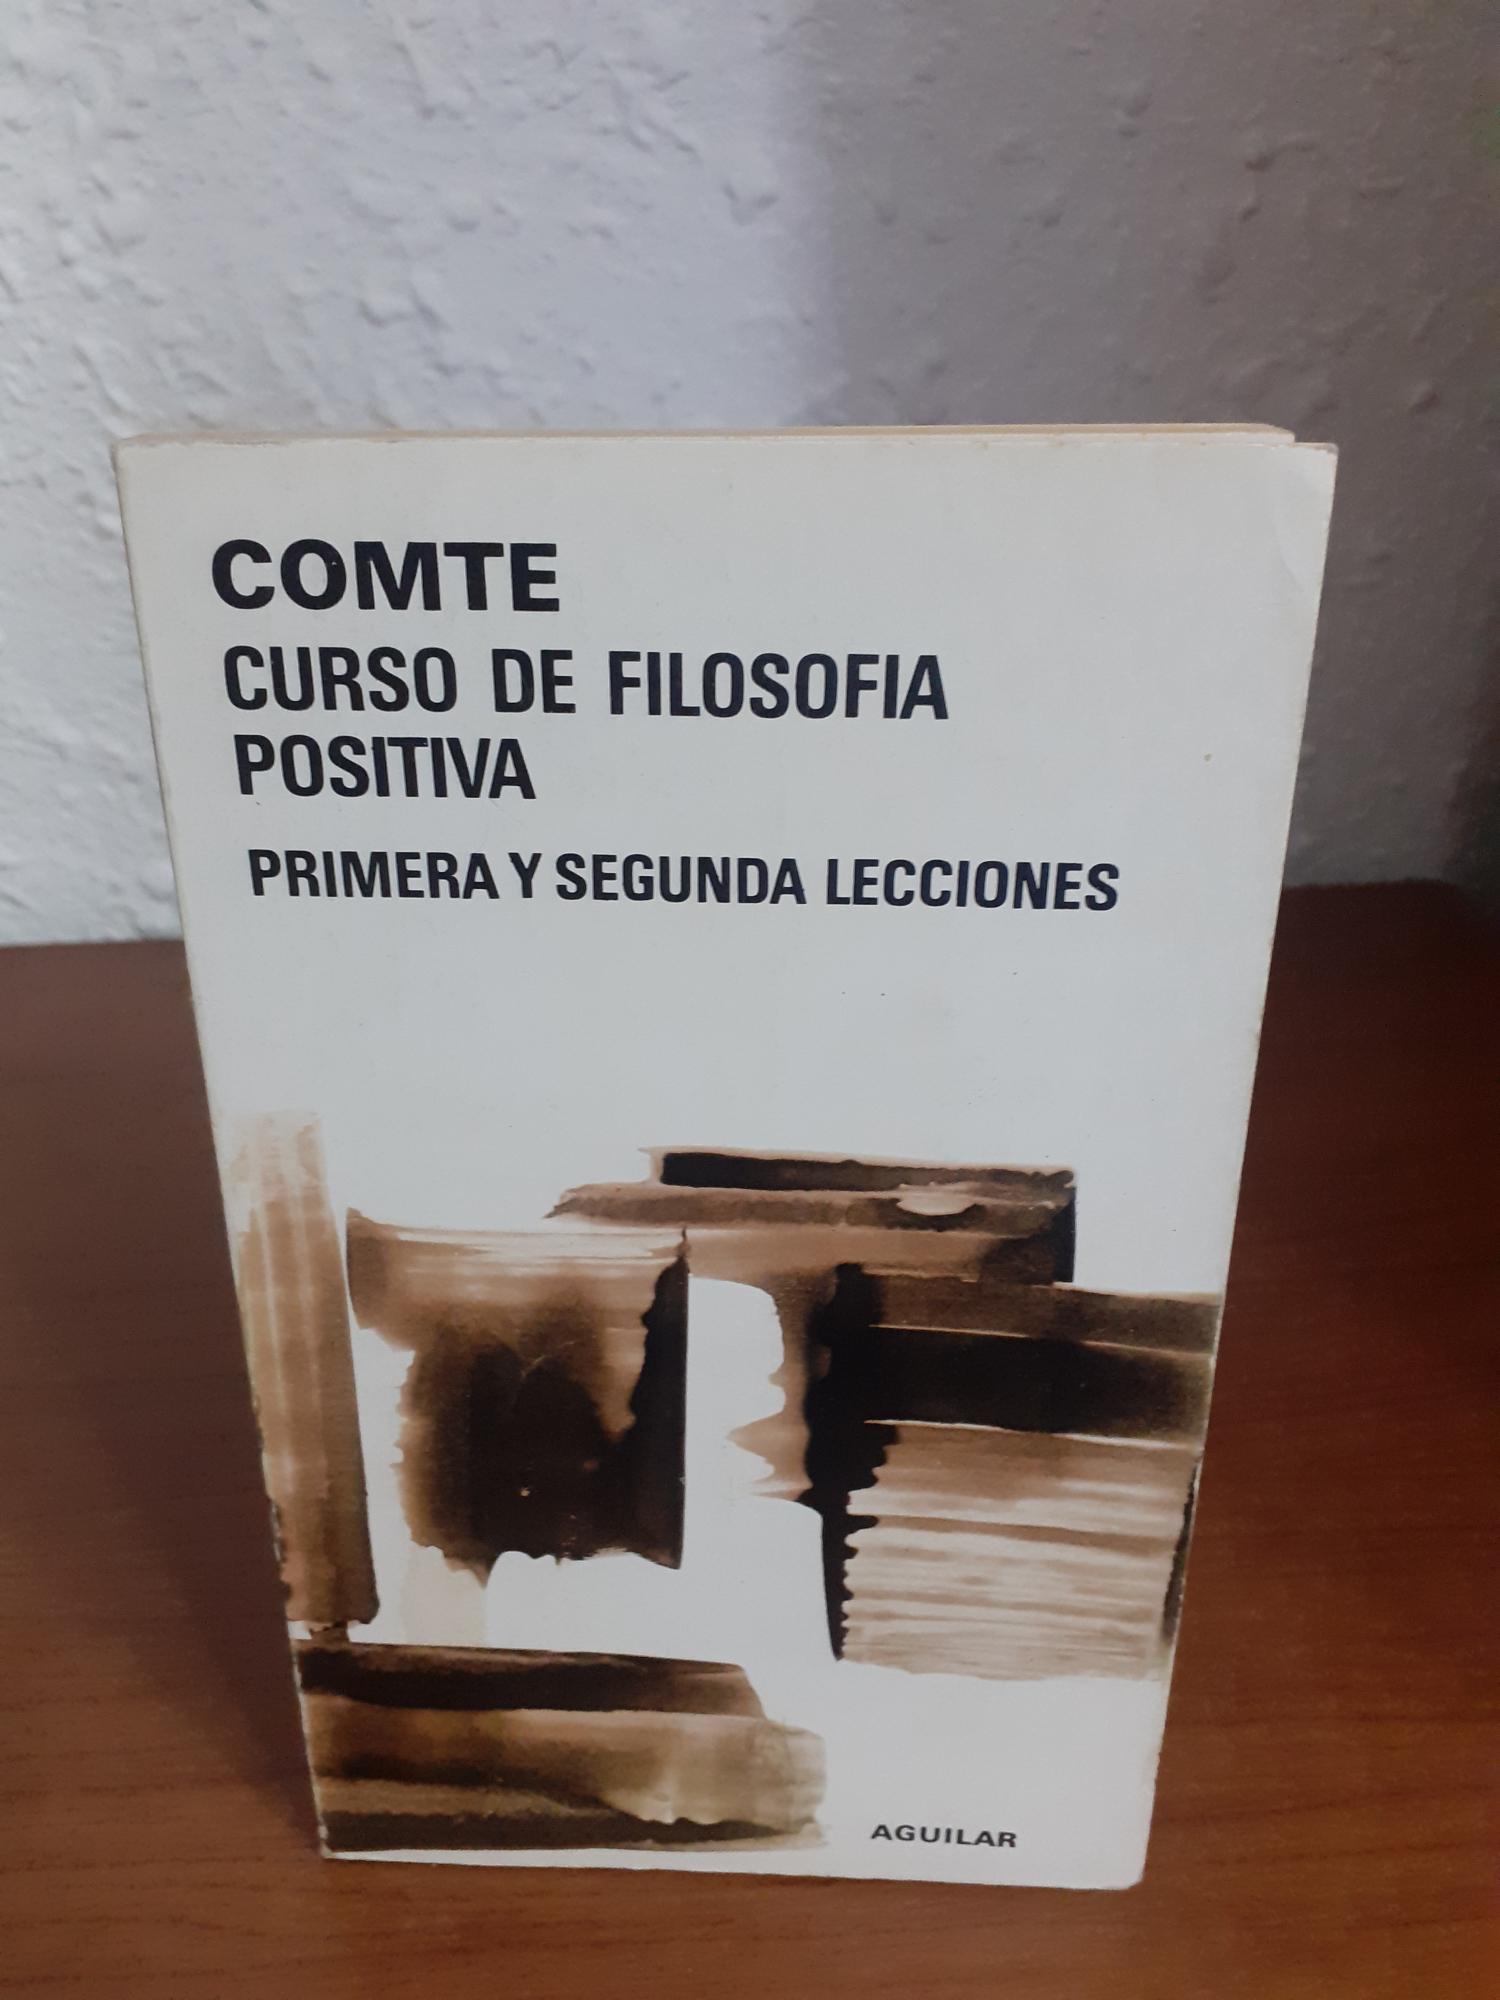 COMTE
CURSO DE FILOSOFIA
POSITIVA
PRIMERA Y SEGUNDA LECCIONES
AGUILAR